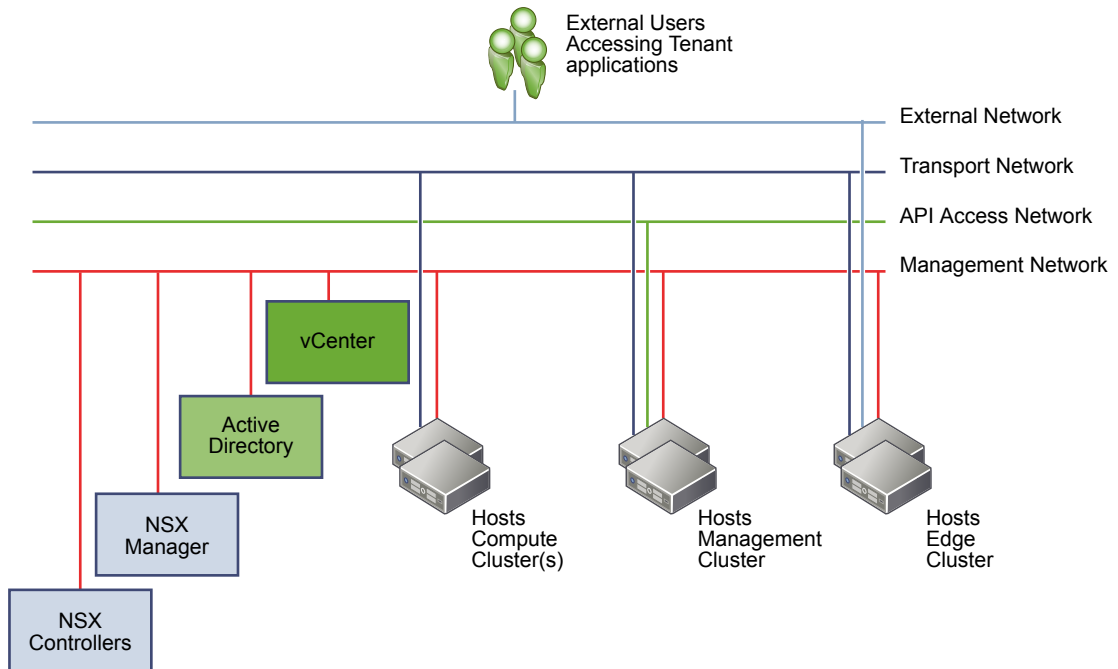 External Users
Accessing Tenant
applications
External Network
Transport Network
API Access Network
Management Network
vCenter
Active
Directory
NSX
Manager
NSX
Controllers
Hosts
Compute
Cluster(s)
Hosts
Management
Cluster
Hosts
Edge
Cluster